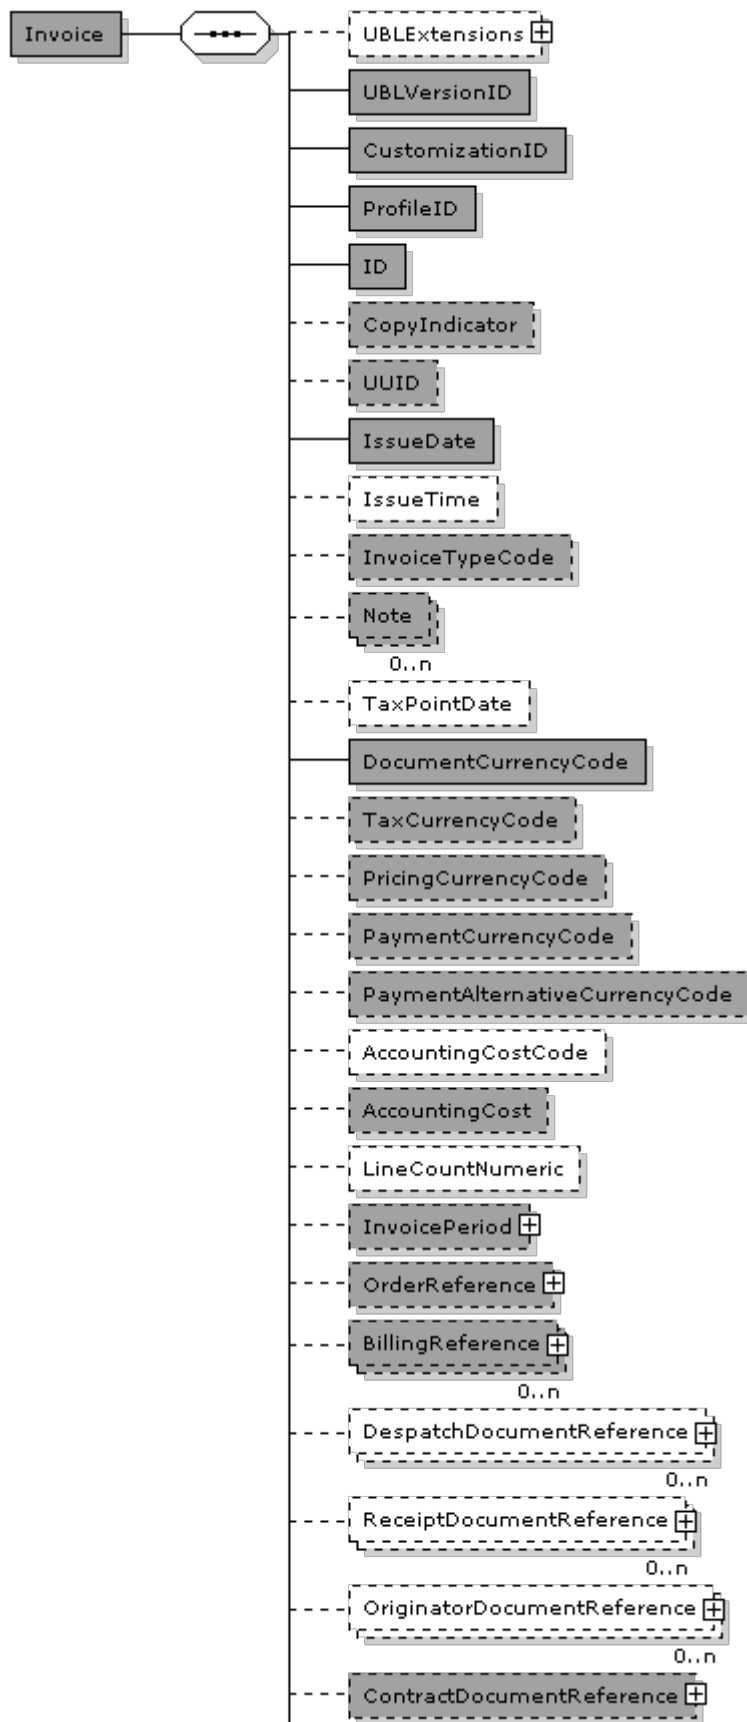 Invoice
UBLExtensions
UBLVersionID
CustomizationID
ProfileID
ID
CopyIndicator
UUID
IssueDate
IssueTime
InvoiceTypeCode
Note
0..n
TaxPointDate
DocumentCurrencyCode
TaxCurrencyCode
PricingCurrencyCode
PaymentCurrencyCode
PaymentAlternativeCurrencyCode
AccountingCostCode
AccountingCost
LineCountNumeric
InvoicePeriod
OrderReference
BillingReference
0..n
DespatchDocumentReference
0..n
ReceiptDocumentReference
0..n
OriginatorDocumentReference
0..n
ContractDocumentReference